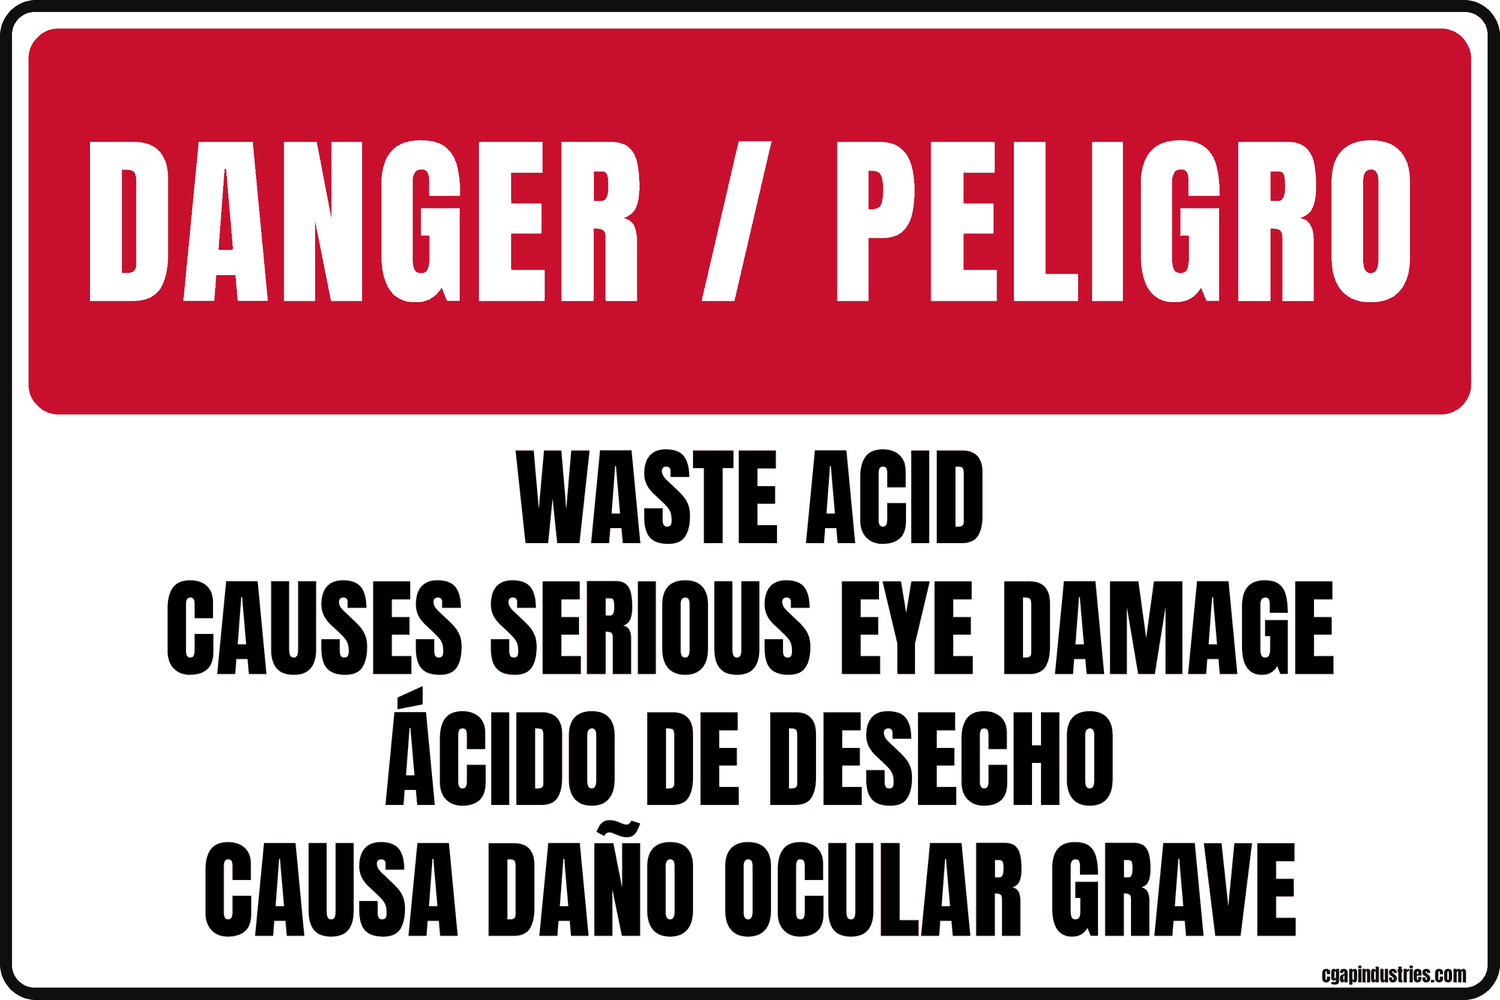 DANGER / PELIGRO
WASTE ACID
CAUSES SERIOUS EYE DAMAGE
ÁCIDO DE DESECHO
CAUSA DAÑO OCULAR GRAVE
cgapindustries.com